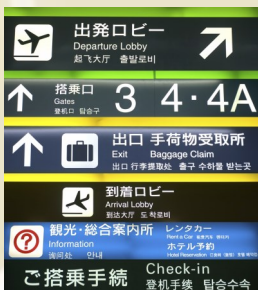 出発ロビー
Departure Lobby
起飞大厅 출발로비
搭乗口 3 4・4A
Gates
登机口 탑승구
出口 手荷物受取所
Exit Baggage Claim
出口 行李提取处 출구 수하물 받는곳
到着ロビー
Arrival Lobby
到达大厅 도착로비
観光・総合案内所 レンタカー
Information Rent a Car
询问处 안내 ホテル予約
Hotel Reservation
ご搭乗手続 Check-in
登机手续 탑승수속